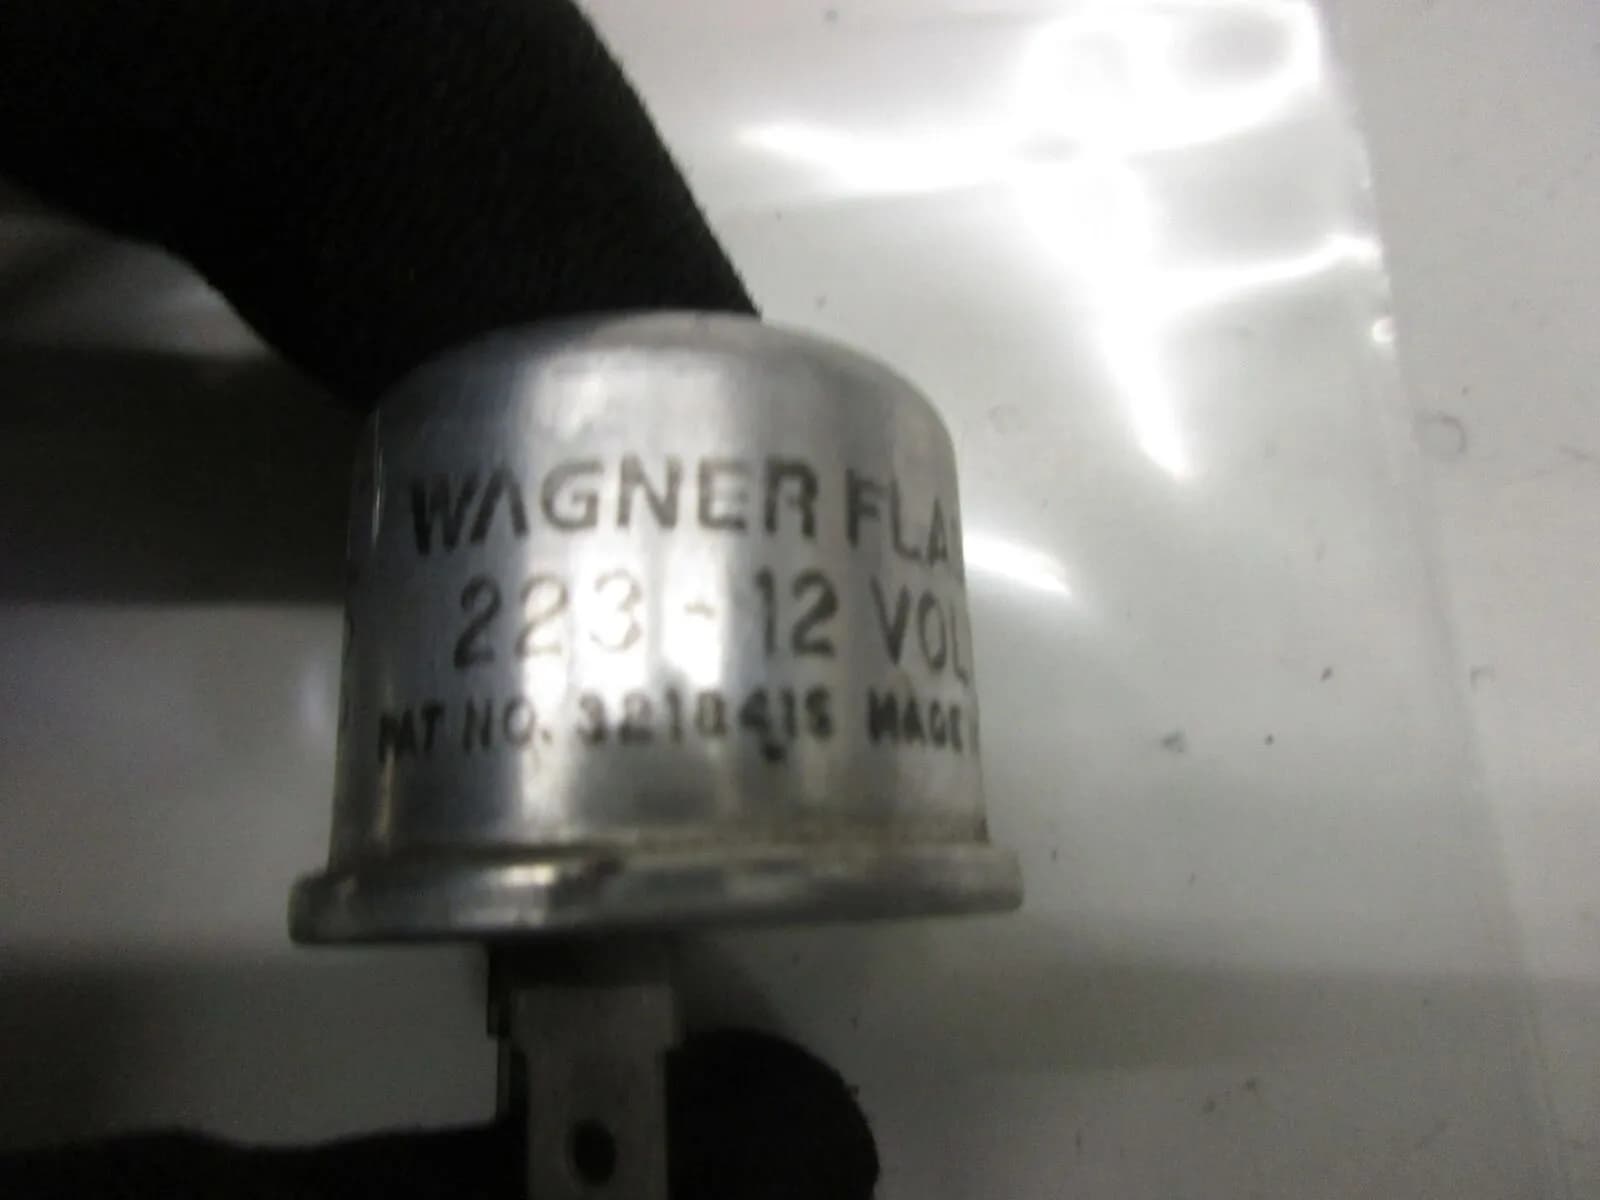 WAGNER FLA
223 - 12 VOL
PAT NO. 3218415 MADE